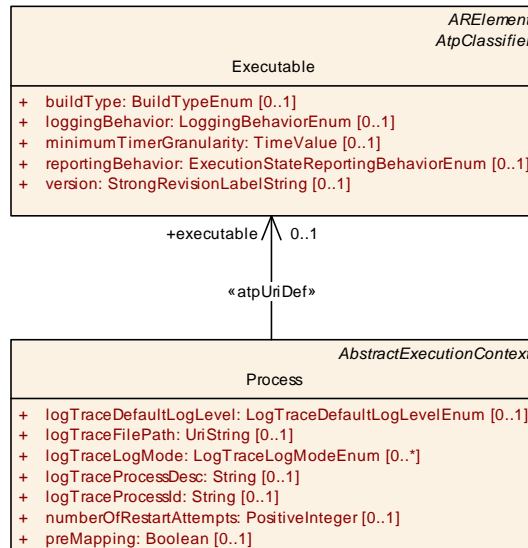 ARElement
AtpClassifier
Executable
+ buildType: BuildTypeEnum [0..1]
+ loggingBehavior: LoggingBehaviorEnum [0..1]
+ minimumTimerGranularity: TimeValue [0..1]
+ reportingBehavior: ExecutionStateReportingBehaviorEnum [0..1]
+ version: StrongRevisionLabelString [0..1]
+executable 0..1
«atpUriDef»
AbstractExecutionContext
Process
+ logTraceDefaultLogLevel: LogTraceDefaultLogLevelEnum [0..1]
+ logTraceFilePath: UriString [0..1]
+ logTraceLogMode: LogTraceLogModeEnum [0..*]
+ logTraceProcessDesc: String [0..1]
+ logTraceProcessId: String [0..1]
+ numberOfRestartAttempts: PositiveInteger [0..1]
+ preMapping: Boolean [0..1]